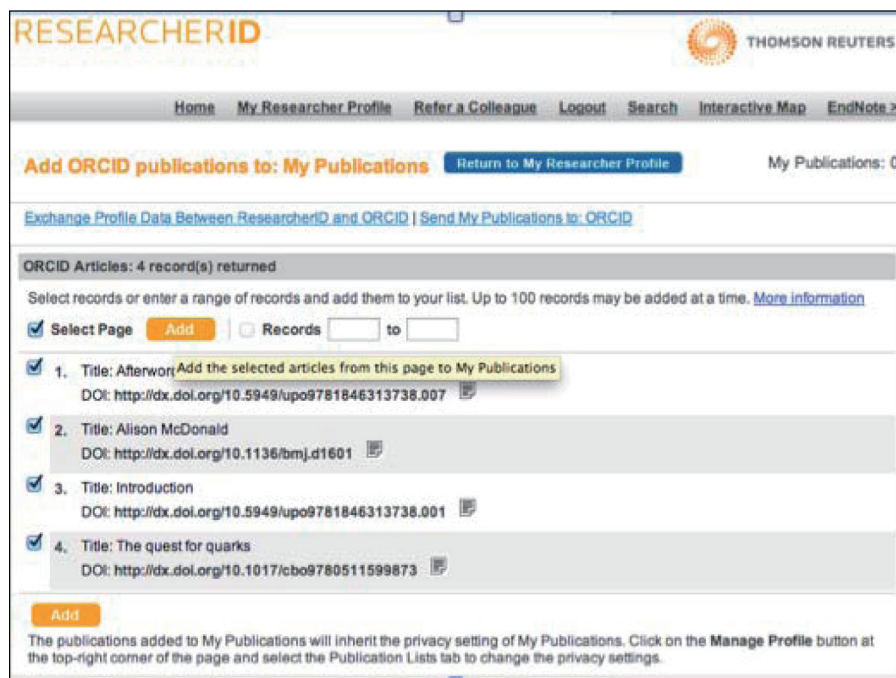 RESEARCHERID
THOMSON REUTERS
Home My Researcher Profile Refer a Colleague Logout Search Interactive Map EndNote >
Add ORCID publications to: My Publications Return to My Researcher Profile My Publications: 0
Exchange Profile Data Between ResearcherID and ORCID | Send My Publications to: ORCID
ORCID Articles: 4 record(s) returned
Select records or enter a range of records and add them to your list. Up to 100 records may be added at a time. More information
Select Page Add Records to
Add the selected articles from this page to My Publications
1. Title: Afterword
DOI: http://dx.doi.org/10.5949/upo9781846313738.007
2. Title: Alison McDonald
DOI: http://dx.doi.org/10.1136/bmj.d1601
3. Title: Introduction
DOI: http://dx.doi.org/10.5949/upo9781846313738.001
4. Title: The quest for quarks
DOI: http://dx.doi.org/10.1017/cbo9780511599873
Add
The publications added to My Publications will inherit the privacy setting of My Publications. Click on the Manage Profile button at
the top-right corner of the page and select the Publication Lists tab to change the privacy settings.